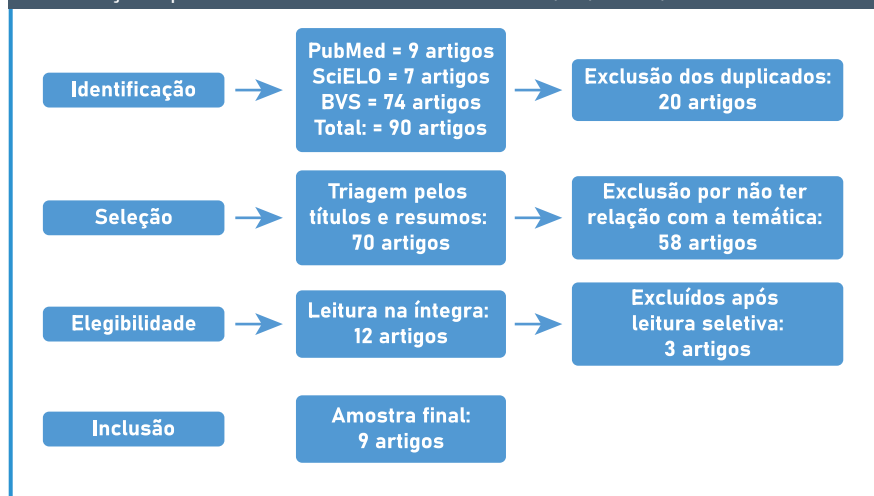 Identificação
PubMed = 9 artigos
SciELO = 7 artigos
BVS = 74 artigos
Total: = 90 artigos
Exclusão dos duplicados:
20 artigos
Seleção
Triagem pelos
títulos e resumos:
70 artigos
Exclusão por não ter
relação com a temática:
58 artigos
Elegibilidade
Leitura na íntegra:
12 artigos
Excluídos após
leitura seletiva:
3 artigos
Inclusão
Amostra final:
9 artigos